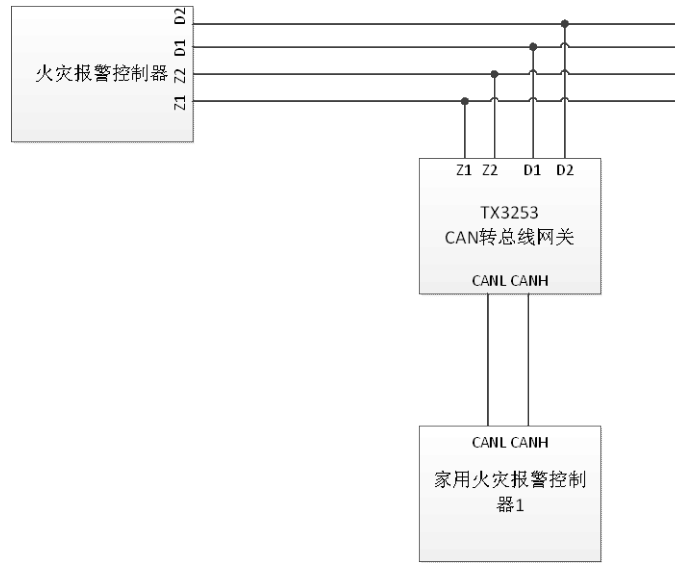 D2
D1
火灾报警控制器
Z2
Z1
Z1 Z2 D1 D2
TX3253
CAN转总线网关
CANL CANH
CANL CANH
家用火灾报警控制
器1